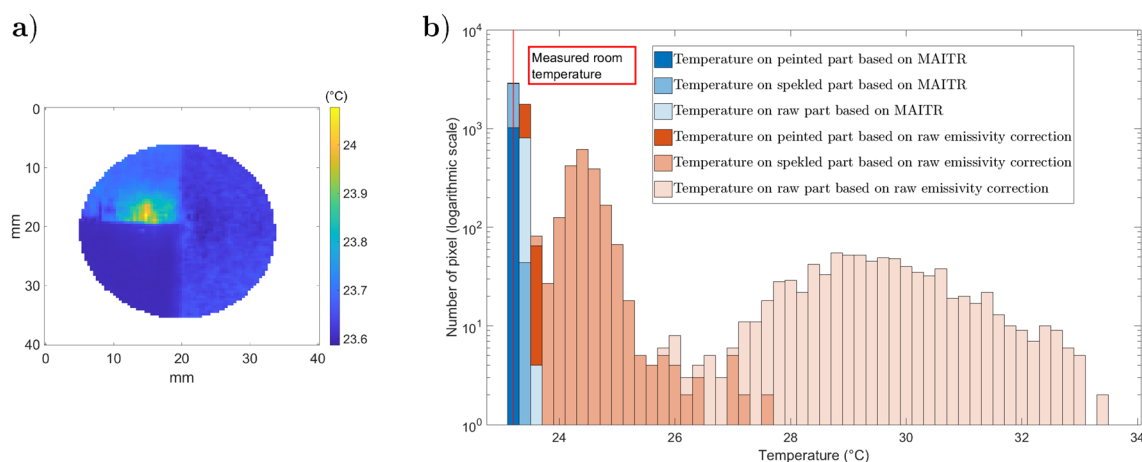 a)
(°C)
0
10
20
30
40
mm
0
10
20
30
40
mm
24
23.9
23.8
23.7
23.6
b)
Number of pixel (logarithmic scale)
10^4
10^3
10^2
10^1
10^0
Measured room
temperature
Temperature on peinted part based on MAITR
Temperature on spekled part based on MAITR
Temperature on raw part based on MAITR
Temperature on peinted part based on raw emissivity correction
Temperature on spekled part based on raw emissivity correction
Temperature on raw part based on raw emissivity correction
24
26
28
30
32
34
Temperature (°C)